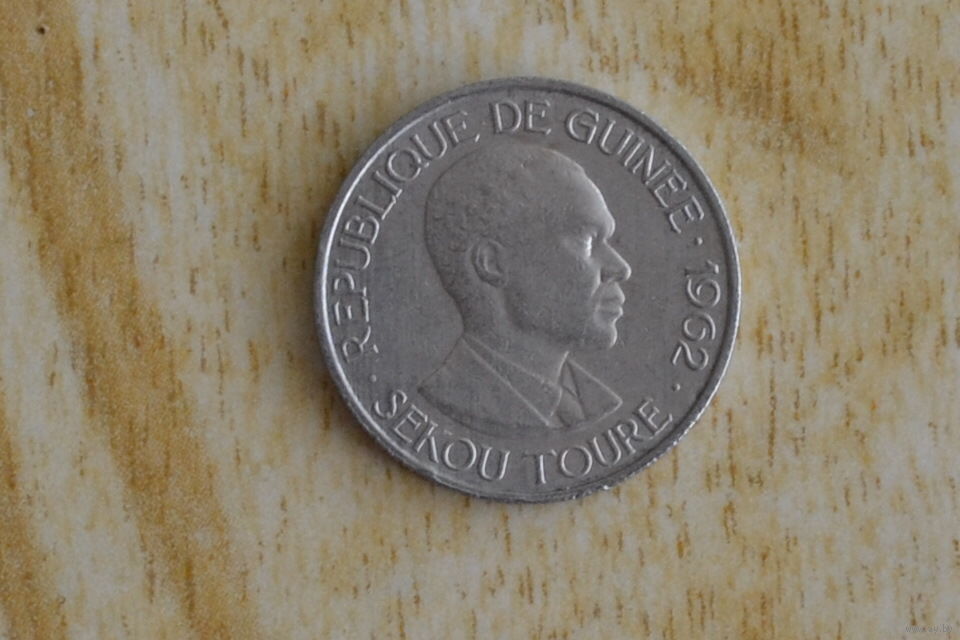 · REPUBLIQUE DE GUINEE · 1962 ·
SEKOU TOURE